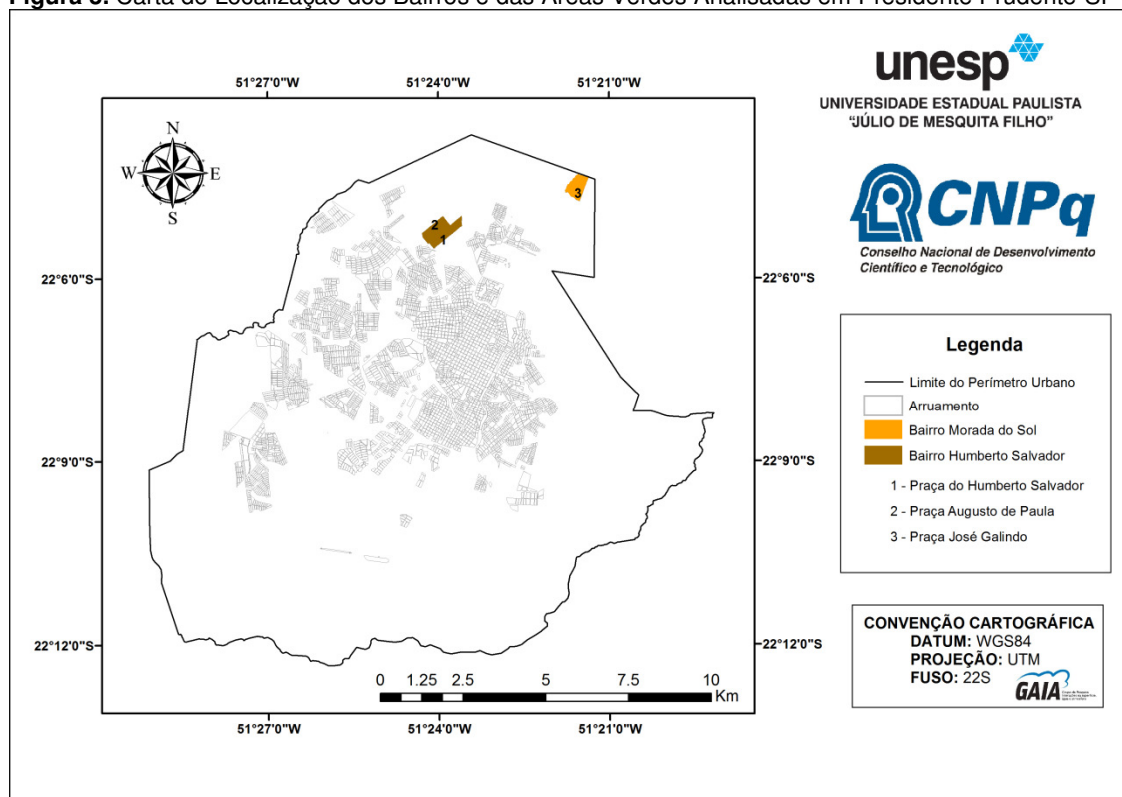 Figura 3. Carta de Localização dos Bairros e das Áreas Verdes Analisadas em Presidente Prudente-SP
51°27'0"W
51°24'0"W
51°21'0"W
N
W
E
S
22°6'0"S
22°6'0"S
22°9'0"S
22°9'0"S
22°12'0"S
22°12'0"S
2
1
3
0 1.25 2.5 5 7.5 10
Km
51°27'0"W
51°24'0"W
51°21'0"W
unesp
UNIVERSIDADE ESTADUAL PAULISTA
"JÚLIO DE MESQUITA FILHO"
CNPq
Conselho Nacional de Desenvolvimento
Científico e Tecnológico
Legenda
Limite do Perímetro Urbano
Arruamento
Bairro Morada do Sol
Bairro Humberto Salvador
1 - Praça do Humberto Salvador
2 - Praça Augusto de Paula
3 - Praça José Galindo
CONVENÇÃO CARTOGRÁFICA
DATUM: WGS84
PROJEÇÃO: UTM
FUSO: 22S
GAIA